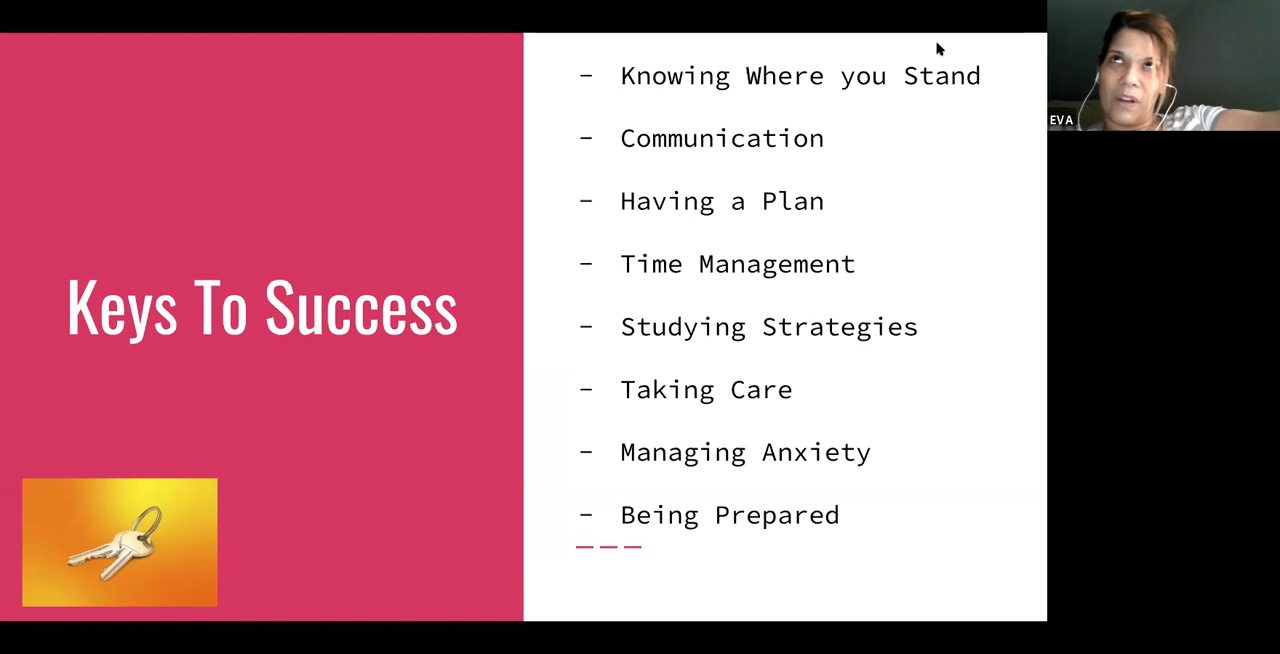 Keys To Success
- Knowing Where you Stand
- Communication
- Having a Plan
- Time Management
- Studying Strategies
- Taking Care
- Managing Anxiety
- Being Prepared
EVA